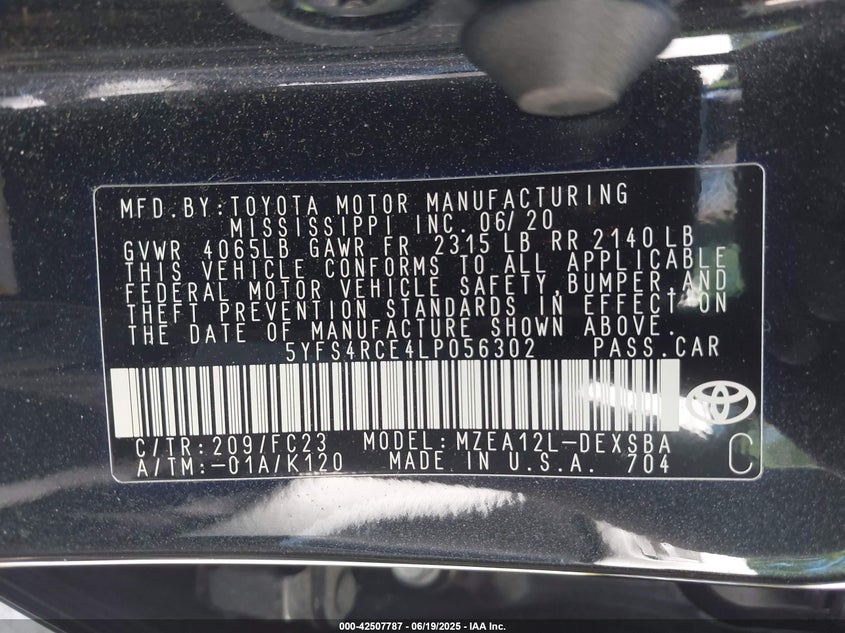 MFD.BY:TOYOTA MOTOR MANUFACTURING
MISSISSIPPI INC. 06/20
GVWR 4065LB GAWR FR 2315 LB RR 2140 LB
THIS VEHICLE CONFORMS TO ALL APPLICABLE
FEDERAL MOTOR VEHICLE SAFETY,BUMPER,AND
THEFT PREVENTION STANDARDS IN EFFECT ON
THE DATE OF MANUFACTURE SHOWN ABOVE.
5YFS4RCE4LP056302 PASS.CAR
C/TR:209/FC23 MODEL:MZEA12L-DEXSBA
A/TM:-01A/K120 MADE IN U.S.A. 704 C
000-42507787 - 06/19/2025 - IAA Inc.